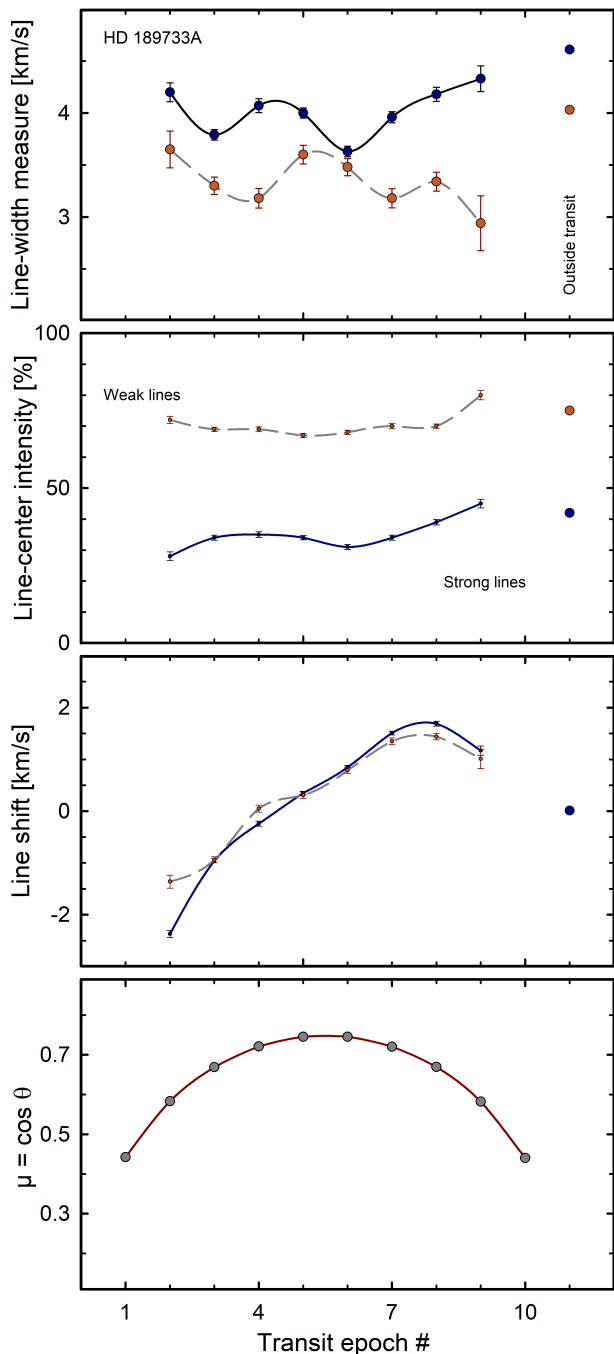 HD 189733A
Line-width measure [km/s]
4
3
Outside transit
Line-center intensity [%]
100
50
0
Weak lines
Strong lines
Line shift [km/s]
2
0
-2
μ = cos θ
0.7
0.5
0.3
1 4 7 10
Transit epoch #